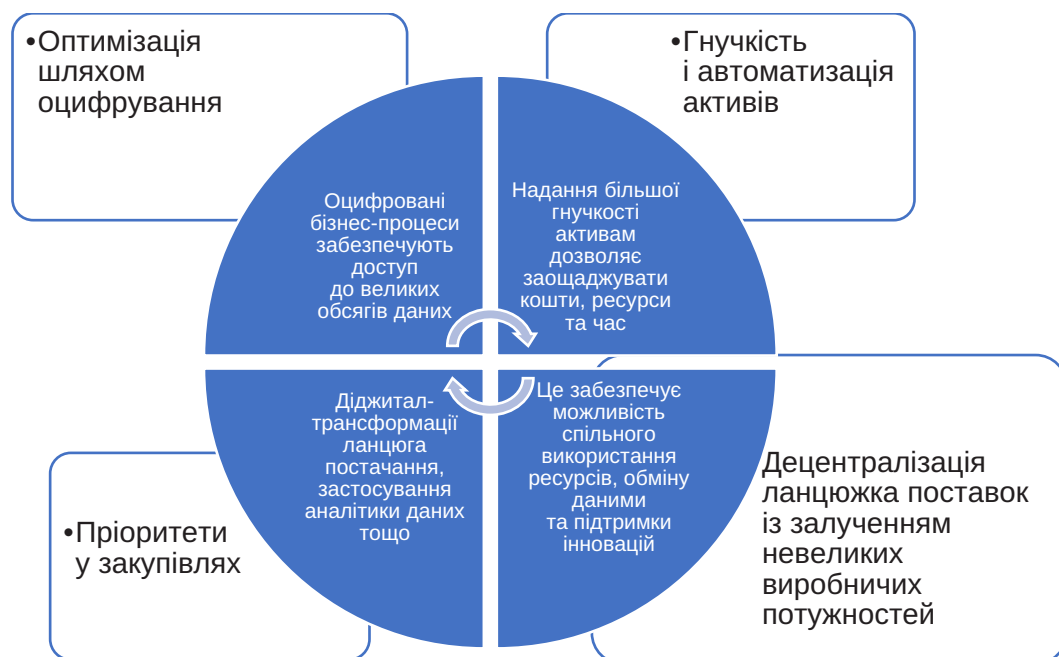 •Оптимізація
шляхом
оцифрування
•Гнучкість
і автоматизація
активів
Оцифровані
бізнес-процеси
забезпечують
доступ
до великих
обсягів даних
Надання більшої
гнучкості
активам
дозволяє
заощаджувати
кошти, ресурси
та час
Діджитал-
трансформації
ланцюга
постачання,
застосування
аналітики даних
тощо
Це забезпечує
можливість
спільного
використання
ресурсів, обміну
даними
та підтримки
інновацій
•Пріоритети
у закупівлях
Децентралізація
ланцюжка поставок
із залученням
невеликих
виробничих
потужностей